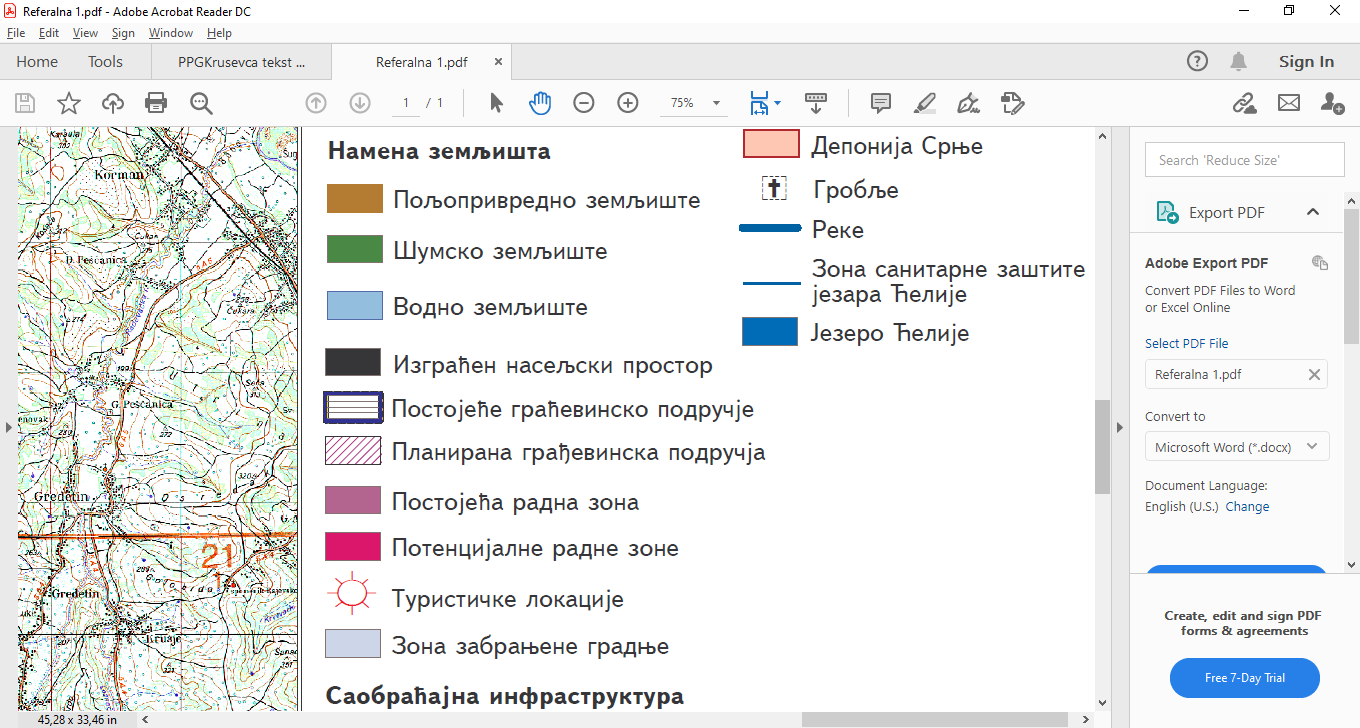 Referalna 1.pdf - Adobe Acrobat Reader DC
File Edit View Sign Window Help
Home Tools PPGKrusevca tekst ... Referalna 1.pdf × Sign In
1 / 1 75%
Korman
D. Pešćanica
G. Pešćanica
Gredetin
21
Gredetin
Kruşje
Намена земљишта
Пољопривредно земљиште
Шумско земљиште
Водно земљиште
Изграћен насељски простор
Постојеће граћевинско подручје
Планирана грађевинска подручја
Постојећа радна зона
Потенцијалне радне зоне
Туристичке локације
Зона забрањене градње
Саобраћајна инфраструктура
Депонија Срње
Гробље
Реке
Зона санитарне заштите
језара Ћелије
Језеро Ћелије
Search 'Reduce Size'
Export PDF
Adobe Export PDF
Convert PDF Files to Word
or Excel Online
Select PDF File
Referalna 1.pdf
Convert to
Microsoft Word (*.docx)
Document Language:
English (U.S.) Change
Create, edit and sign PDF
forms & agreements
Free 7-Day Trial
45,28 x 33,46 in